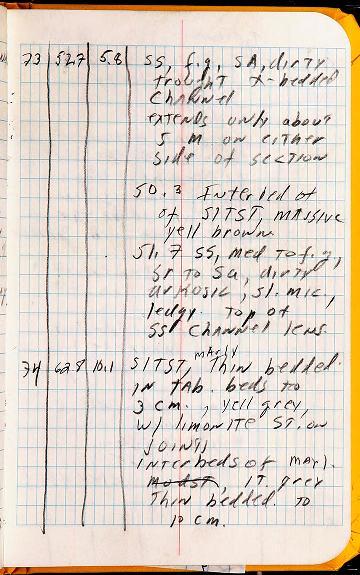 73 52.7 5.8 SS, f.g, SA, dirty
trought x-bedded
Channel
extends only about
5 M on either
side of section
50.3 Interbed of
of SITST, MAssive
yell brown
51.7 SS, med to f.g,
Sr to Sa, dirty
arkosic, sl. mic,
ledgy. Top of
SS Channel lens.
74 62.8 10.1 SITST, marly Thin bedded.
IN TAb. beds to
3 cm., yell grey,
w/ limonite ST. on
JOINTS
INTERbeds of MARl.
mudst, lT. grey
Thin bedded. TO
10 cm.